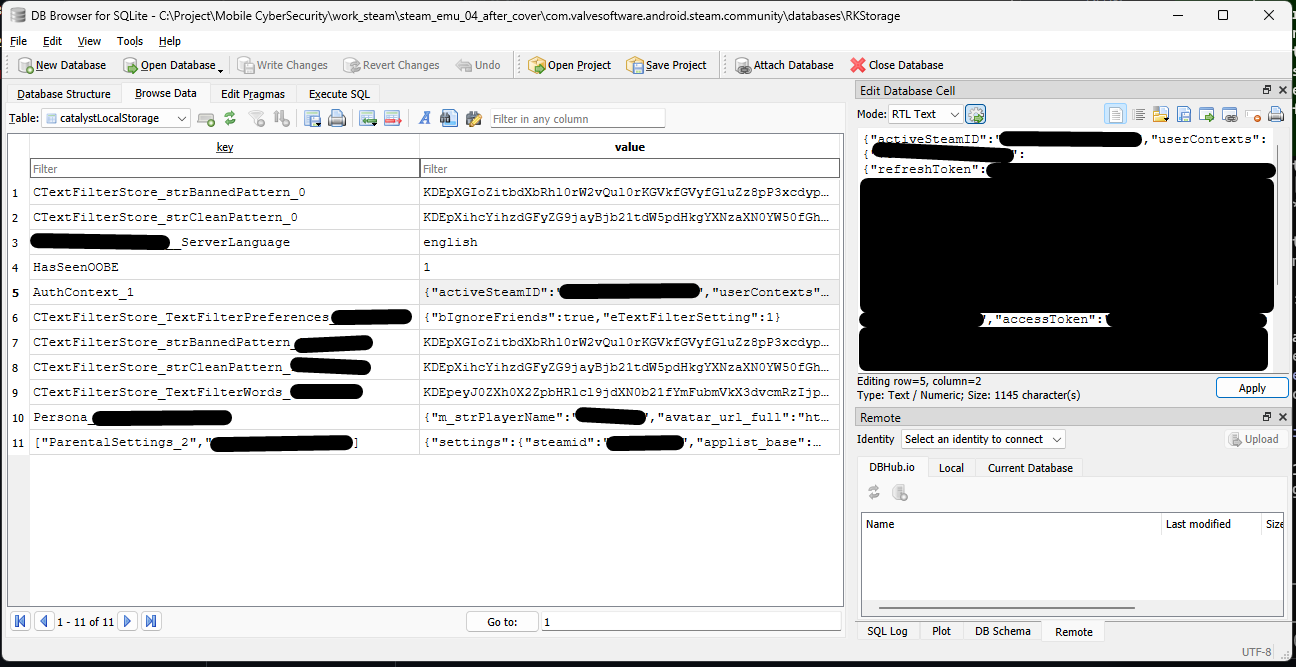 DB Browser for SQLite - C:\Project\Mobile CyberSecurity\work_steam\steam_emu_04_after_cover\com.valvesoftware.android.steam.community\databases\RKStorage
File Edit View Tools Help
New Database Open Database Write Changes Revert Changes Undo Open Project Save Project Attach Database Close Database
Database Structure Browse Data Edit Pragmas Execute SQL
Table: catalystLocalStorage Filter in any column
key value
Filter Filter
1 CTextFilterStore_strBannedPattern_0 KDEpXGIoZitbdXbRhl0rW2vQul0rKGVkfGVyfGluZz8pP3xcdyp…
2 CTextFilterStore_strCleanPattern_0 KDEpXihcYihzdGFyZG9jayBjb21tdW5pdHkgYXNzaXN0YW50fGh…
3 __ServerLanguage english
4 HasSeenOOBE 1
5 AuthContext_1 {"activeSteamID":" ","userContexts"…
6 CTextFilterStore_TextFilterPreferences_ {"bIgnoreFriends":true,"eTextFilterSetting":1}
7 CTextFilterStore_strBannedPattern_ KDEpXGIoZitbdXbRhl0rW2vQul0rKGVkfGVyfGluZz8pP3xcdyp…
8 CTextFilterStore_strCleanPattern_ KDEpXihcYihzdGFyZG9jayBjb21tdW5pdHkgYXNzaXN0YW50fGh…
9 CTextFilterStore_TextFilterWords_ KDEpeyJ0ZXh0X2ZpbHRlcl9jdXN0b21fYmFubmVkX3dvcmRzIjp…
10 Persona_ {"m_strPlayerName":" ","avatar_url_full":"ht…
11 ["ParentalSettings_2"," ] {"settings":{"steamid":" ","applist_base":…
1 - 11 of 11 Go to: 1
Edit Database Cell
Mode: RTL Text
{"activeSteamID":" ","userContexts":
{ :
{"refreshToken":
","accessToken":"
Editing row=5, column=2
Type: Text / Numeric; Size: 1145 character(s)
Apply
Remote
Identity Select an identity to connect Upload
DBHub.io Local Current Database
Name Last modified Size
SQL Log Plot DB Schema Remote
UTF-8